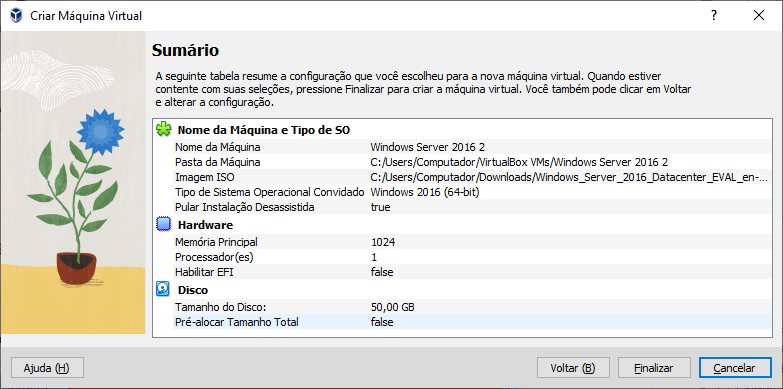 Criar Máquina Virtual
Sumário
A seguinte tabela resume a configuração que você escolheu para a nova máquina virtual. Quando estiver
contente com suas seleções, pressione Finalizar para criar a máquina virtual. Você também pode clicar em Voltar
e alterar a configuração.
Nome da Máquina e Tipo de SO
Nome da Máquina Windows Server 2016 2
Pasta da Máquina C:/Users/Computador/VirtualBox VMs/Windows Server 2016 2
Imagem ISO C:/Users/Computador/Downloads/Windows_Server_2016_Datacenter_EVAL_en-...
Tipo de Sistema Operacional Convidado Windows 2016 (64-bit)
Pular Instalação Desassistida true
Hardware
Memória Principal 1024
Processador(es) 1
Habilitar EFI false
Disco
Tamanho do Disco: 50,00 GB
Pré-alocar Tamanho Total false
Ajuda (H) Voltar (B) Finalizar Cancelar